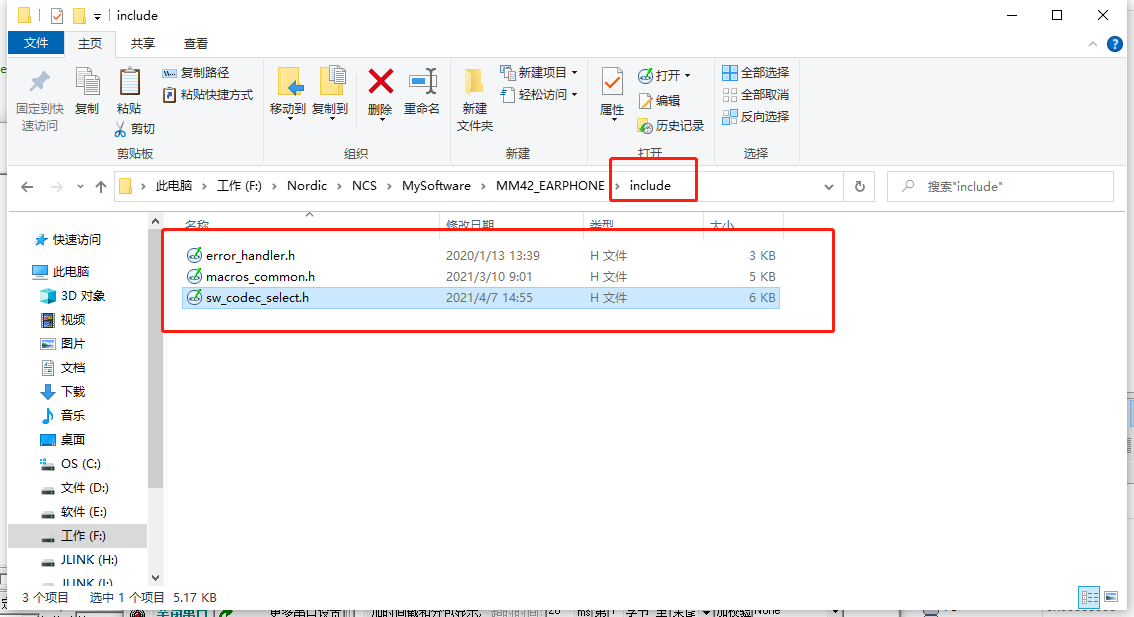 include
文件 主页 共享 查看
固定到快速访问
复制
粘贴
复制路径
粘贴快捷方式
剪切
剪贴板
移动到
复制到
删除
重命名
组织
新建文件夹
新建项目
轻松访问
新建
属性
打开
编辑
历史记录
打开
全部选择
全部取消
反向选择
选择
此电脑 工作 (F:) Nordic NCS MySoftware MM42_EARPHONE include
搜索"include"
名称 修改日期 类型 大小
error_handler.h 2020/1/13 13:39 H 文件 3 KB
macros_common.h 2021/3/10 9:01 H 文件 5 KB
sw_codec_select.h 2021/4/7 14:55 H 文件 6 KB
快速访问
此电脑
3D 对象
视频
图片
文档
下载
音乐
桌面
OS (C:)
文件 (D:)
软件 (E:)
工作 (F:)
JLINK (H:)
JLINK (I:)
3 个项目 选中 1 个项目 5.17 KB